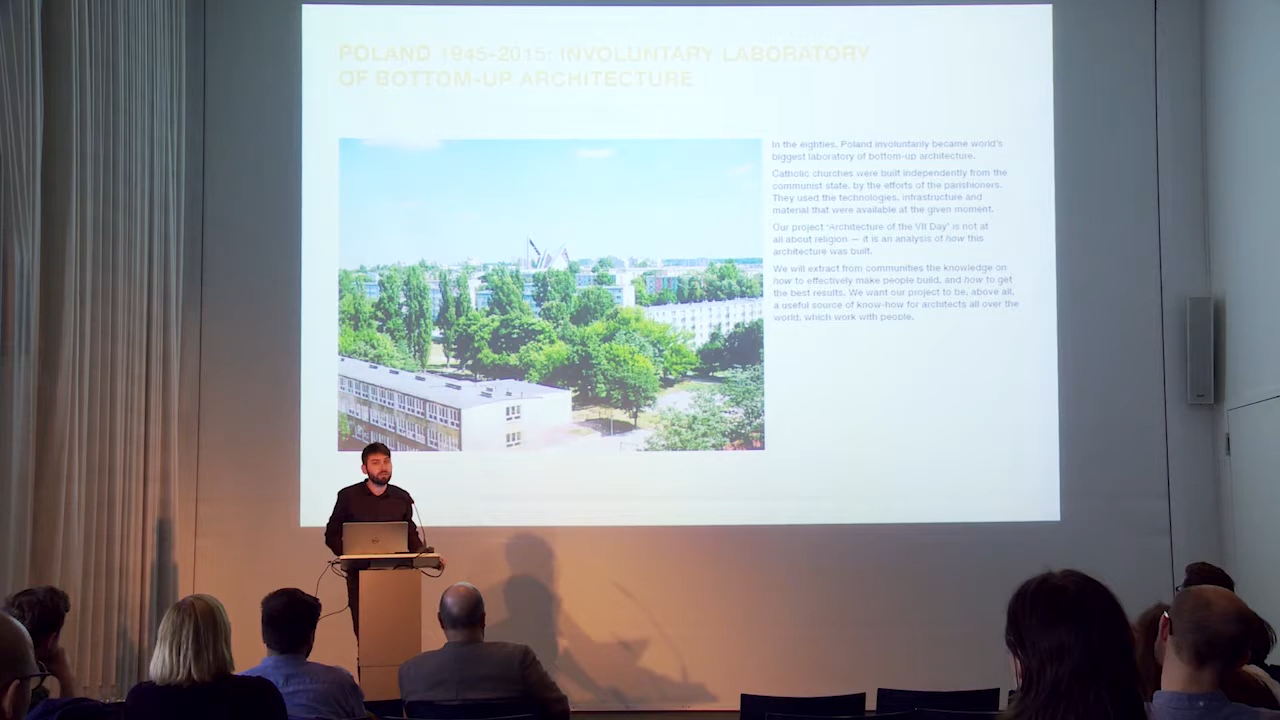 POLAND 1945-2015: INVOLUNTARY LABORATORY
OF BOTTOM-UP ARCHITECTURE
In the eighties, Poland involuntarily became world's
biggest laboratory of bottom-up architecture.
Catholic churches were built independently from the
communist state, by the efforts of the parishioners.
They used the technologies, infrastructure and
material that were available at the given moment.
Our project 'Architecture of the VII Day' is not at
all about religion — it is an analysis of how this
architecture was built.
We will extract from communities the knowledge on
how to effectively make people build, and how to get
the best results. We want our project to be, above all,
a useful source of know-how for architects all over the
world, which work with people.